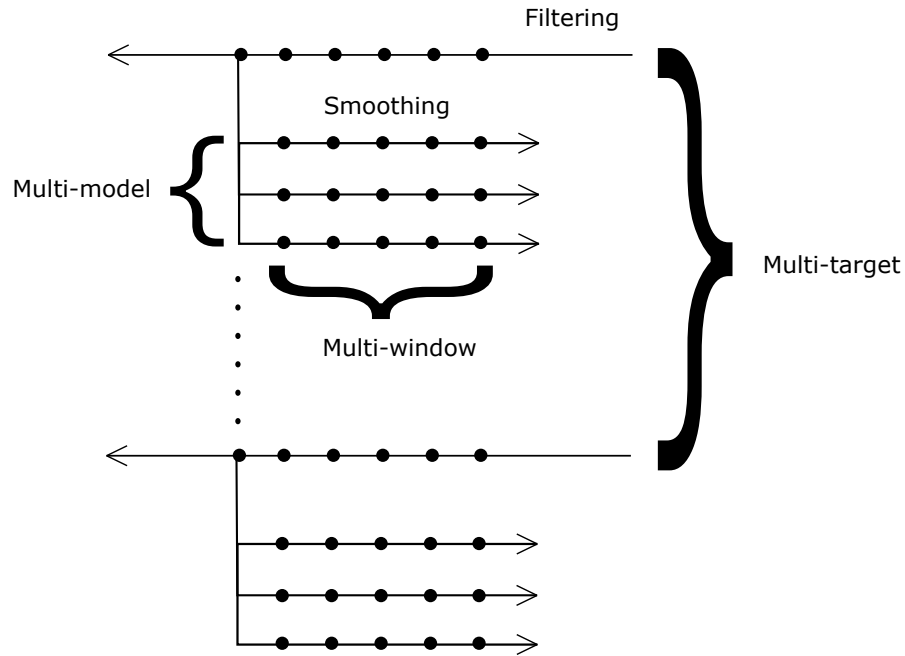 Filtering
Smoothing
Multi-model
Multi-target
Multi-window